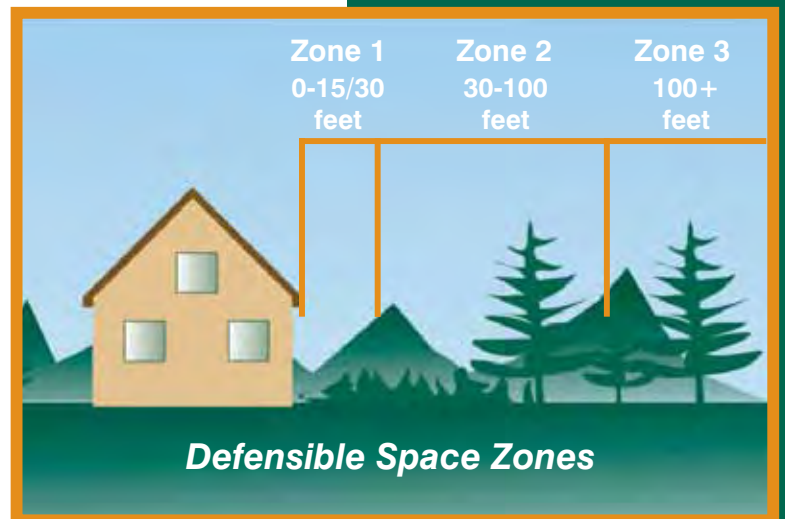 Zone 1
0-15/30
feet
Zone 2
30-100
feet
Zone 3
100+
feet
Defensible Space Zones